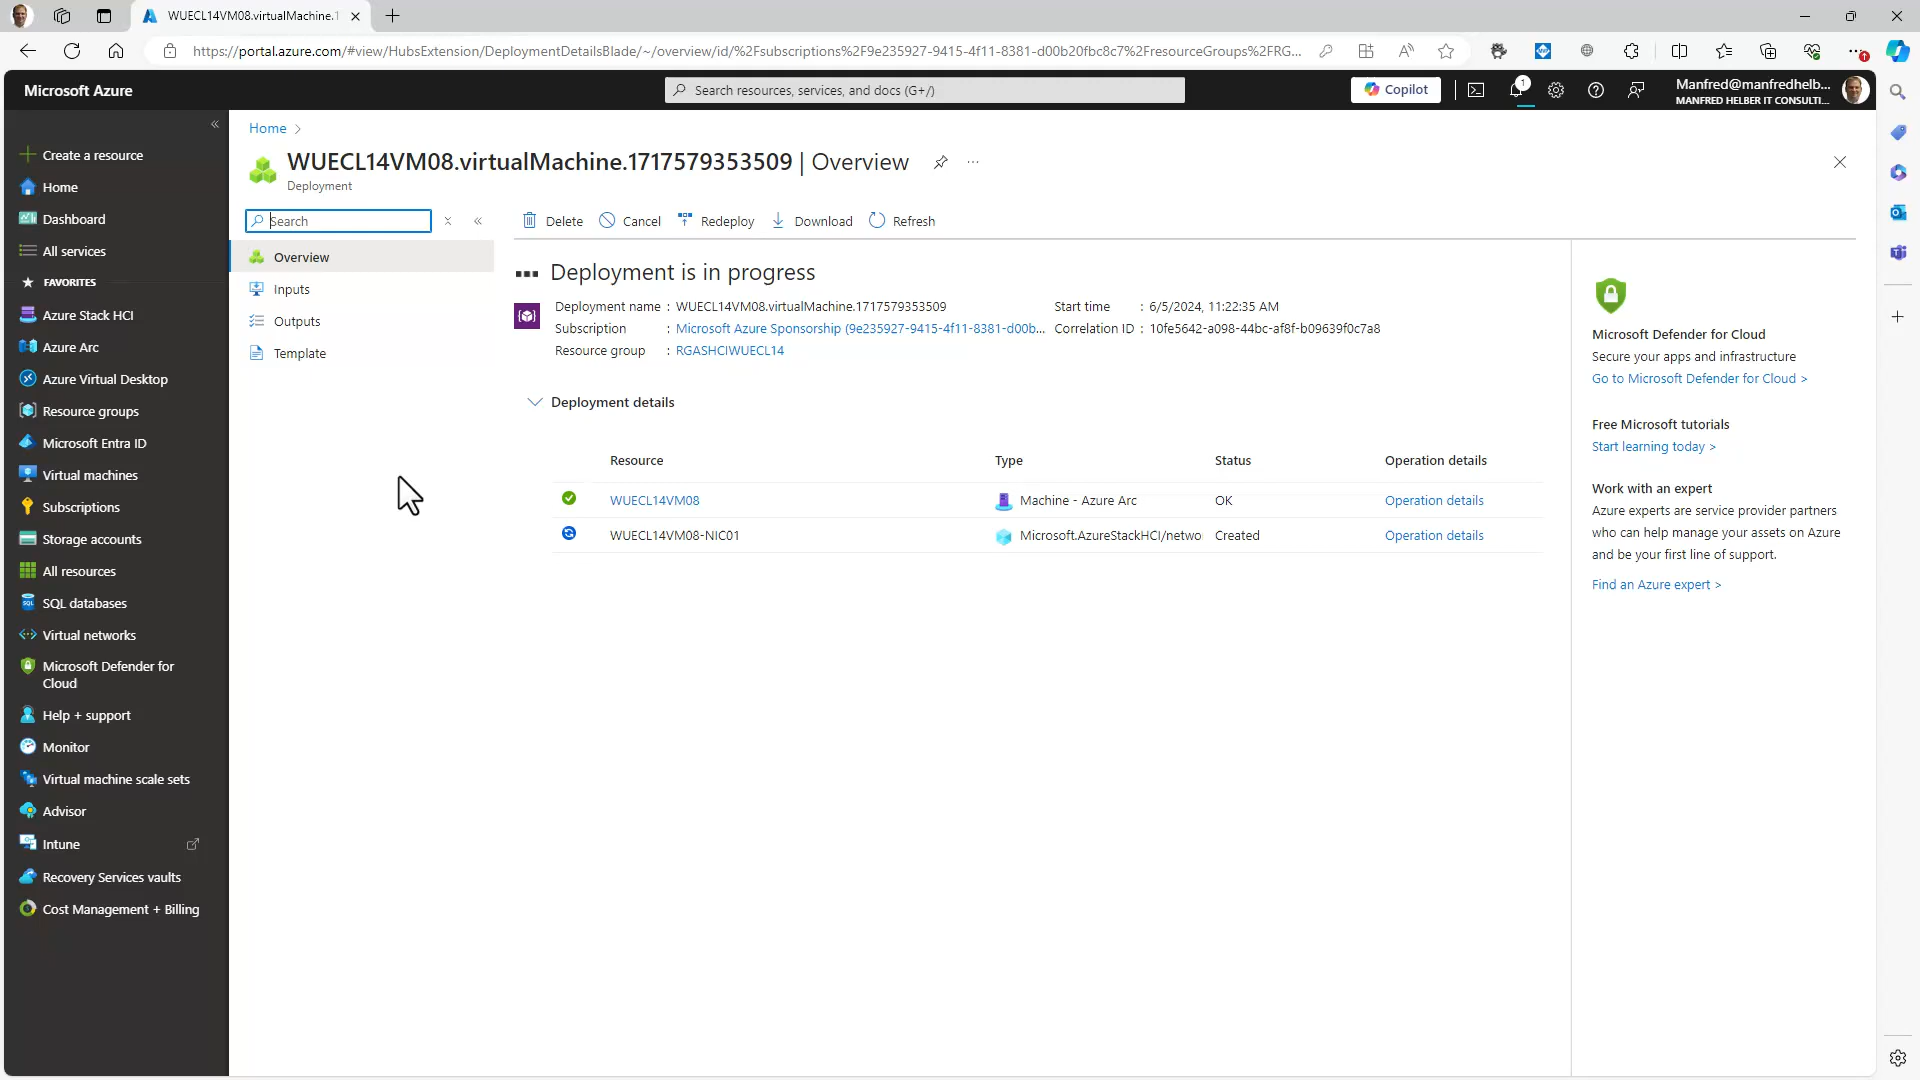 WUECL14VM08.virtualMachine.1
https://portal.azure.com/#view/HubsExtension/DeploymentDetailsBlade/~/overview/id/%2Fsubscriptions%2F9e235927-9415-4f11-8381-d00b20fbc8c7%2FresourceGroups%2FRG...
Microsoft Azure
Search resources, services, and docs (G+/)
Copilot
1
Manfred@manfredhelb...
MANFRED HELBER IT CONSULTI...
Create a resource
Home
Dashboard
All services
FAVORITES
Azure Stack HCI
Azure Arc
Azure Virtual Desktop
Resource groups
Microsoft Entra ID
Virtual machines
Subscriptions
Storage accounts
All resources
SQL databases
Virtual networks
Microsoft Defender for
Cloud
Help + support
Monitor
Virtual machine scale sets
Advisor
Intune
Recovery Services vaults
Cost Management + Billing
Home >
WUECL14VM08.virtualMachine.1717579353509 | Overview
Deployment
Search
Overview
Inputs
Outputs
Template
Delete Cancel Redeploy Download Refresh
Deployment is in progress
Deployment name : WUECL14VM08.virtualMachine.1717579353509
Subscription : Microsoft Azure Sponsorship (9e235927-9415-4f11-8381-d00b...
Resource group : RGASHCIWUECL14
Start time : 6/5/2024, 11:22:35 AM
Correlation ID : 10fe5642-a098-44bc-af8f-b09639f0c7a8
Deployment details
Resource Type Status Operation details
WUECL14VM08 Machine - Azure Arc OK Operation details
WUECL14VM08-NIC01 Microsoft.AzureStackHCI/netwo Created Operation details
Microsoft Defender for Cloud
Secure your apps and infrastructure
Go to Microsoft Defender for Cloud >
Free Microsoft tutorials
Start learning today >
Work with an expert
Azure experts are service provider partners
who can help manage your assets on Azure
and be your first line of support.
Find an Azure expert >